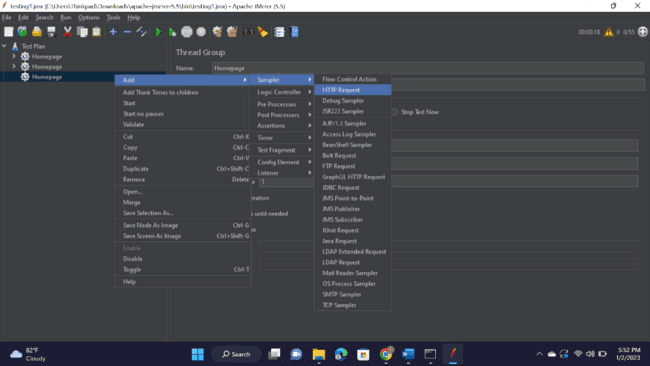 testing1.jmx (C:\Users\Thinkpad\Downloads\apache-jmeter-5.5\bin\testing1.jmx) - Apache JMeter (5.5)
File Edit Search Run Options Tools Help
00:00:18 0 0/55
Test Plan
Homepage
Homepage
Homepage
Thread Group
Name: Homepage
Stop Test Now
Add
Add Think Times to children
Start
Start no pauses
Validate
Cut Ctrl-X
Copy Ctrl-C
Paste Ctrl-V
Duplicate Ctrl+Shift-C
Remove Delete
Open...
Merge
Save Selection As...
Save Node As Image Ctrl-G
Save Screen As Image Ctrl+Shift-G
Enable
Disable
Toggle Ctrl-T
Help
Sampler
Logic Controller
Pre Processors
Post Processors
Assertions
Timer
Test Fragment
Config Element
Listener
1
until needed
Flow Control Action
HTTP Request
Debug Sampler
JSR223 Sampler
AJP/1.3 Sampler
Access Log Sampler
BeanShell Sampler
Bolt Request
FTP Request
GraphQL HTTP Request
JDBC Request
JMS Point-to-Point
JMS Publisher
JMS Subscriber
JUnit Request
Java Request
LDAP Extended Request
LDAP Request
Mail Reader Sampler
OS Process Sampler
SMTP Sampler
TCP Sampler
82°F
Cloudy
Search
5:52 PM
1/2/2023